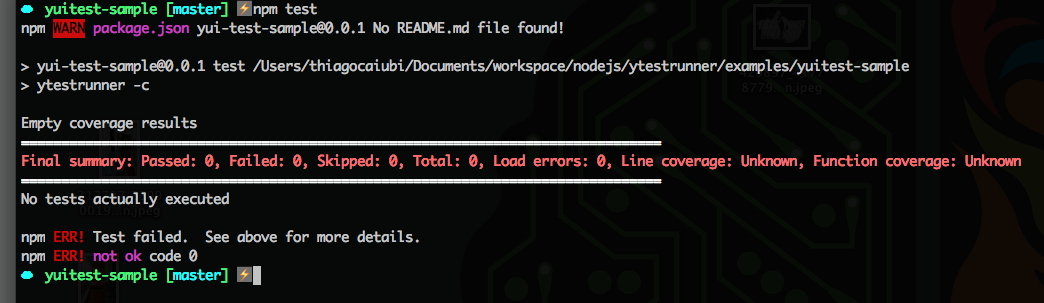 yuitest-sample [master] ⚡npm test
npm WARN package.json yui-test-sample@0.0.1 No README.md file found!
> yui-test-sample@0.0.1 test /Users/thiagocaiubi/Documents/workspace/nodejs/ytestrunner/examples/yuitest-sample
> ytestrunner -c
Empty coverage results
Final summary: Passed: 0, Failed: 0, Skipped: 0, Total: 0, Load errors: 0, Line coverage: Unknown, Function coverage: Unknown
No tests actually executed
npm ERR! Test failed.  See above for more details.
npm ERR! not ok code 0
yuitest-sample [master] ⚡